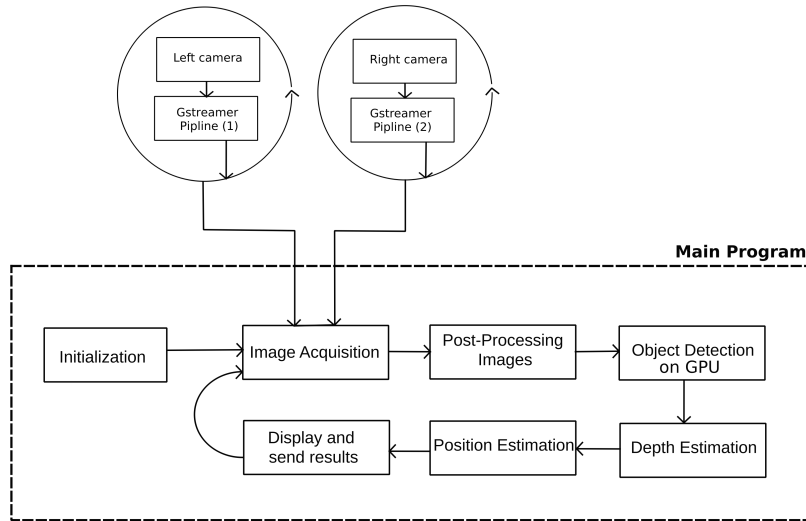 Left camera
Right camera
Gstreamer
Pipline (1)
Gstreamer
Pipline (2)
Main Program
Initialization
Image Acquisition
Post-Processing
Images
Object Detection
on GPU
Display and
send results
Position Estimation
Depth Estimation